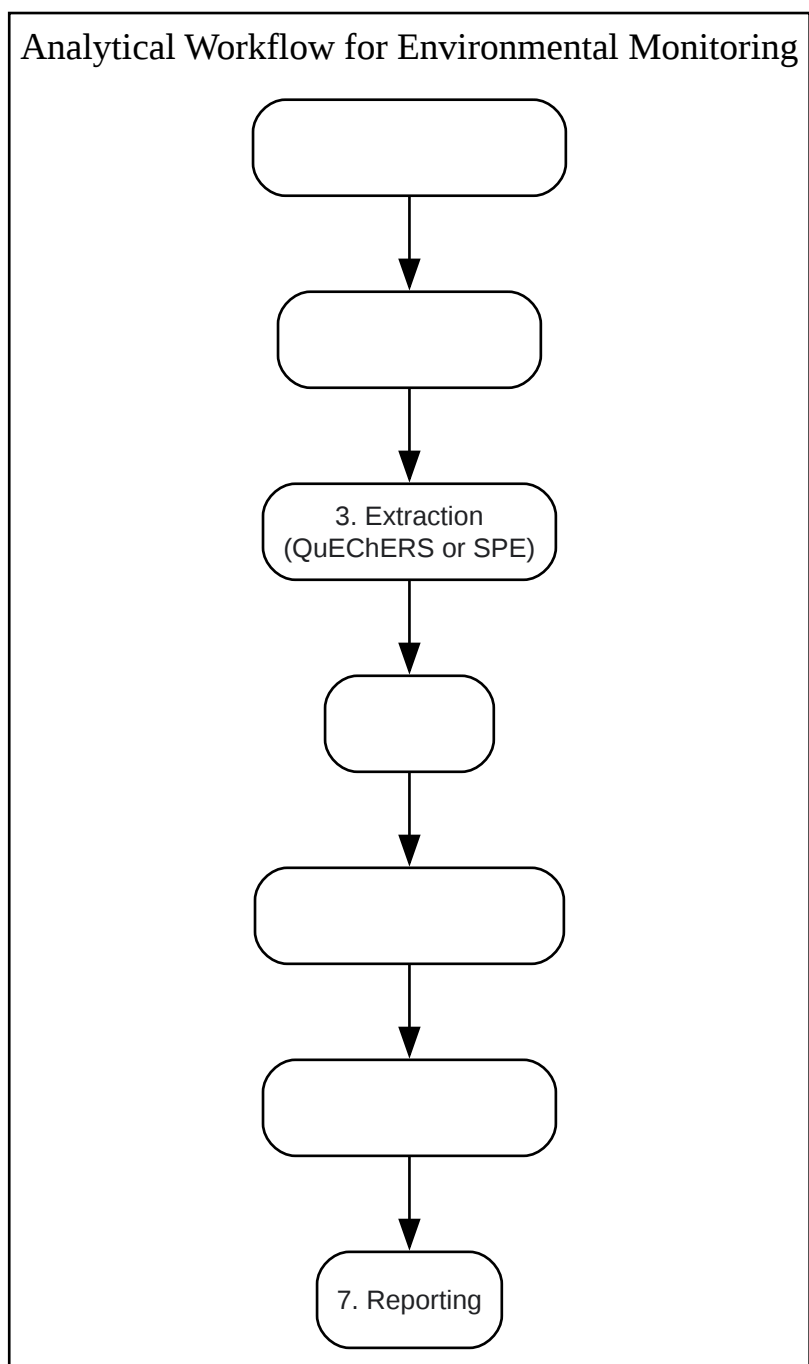 Analytical Workflow for Environmental Monitoring
3. Extraction
(QuEChERS or SPE)
7. Reporting